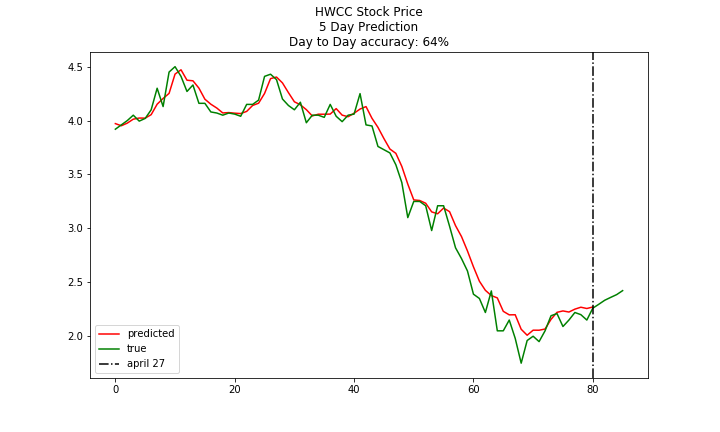 HWCC Stock Price
5 Day Prediction
Day to Day accuracy: 64%
4.5
4.0
3.5
3.0
2.5
2.0
predicted
true
april 27
0
20
40
60
80